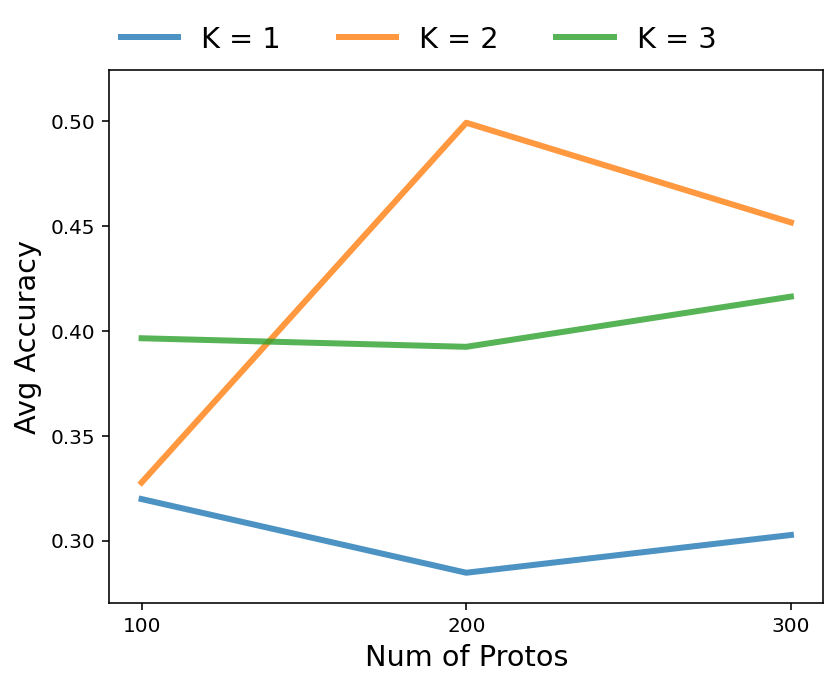 K = 1 K = 2 K = 3
0.50
0.45
0.40
0.35
0.30
Avg Accuracy
100 200 300
Num of Protos